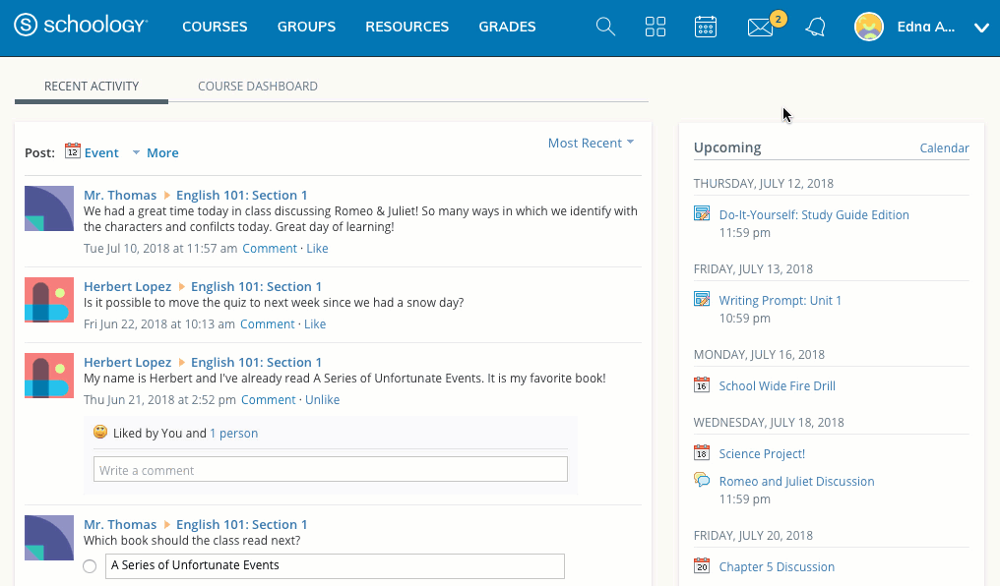 schoology COURSES GROUPS RESOURCES GRADES 2 Edna A...
RECENT ACTIVITY COURSE DASHBOARD
Post: 12 Event More
Most Recent
Mr. Thomas English 101: Section 1
We had a great time today in class discussing Romeo & Juliet! So many ways in which we identify with
the characters and confilcts today. Great day of learning!
Tue Jul 10, 2018 at 11:57 am Comment · Like
Herbert Lopez English 101: Section 1
Is it possible to move the quiz to next week since we had a snow day?
Fri Jun 22, 2018 at 10:13 am Comment · Like
Herbert Lopez English 101: Section 1
My name is Herbert and I've already read A Series of Unfortunate Events. It is my favorite book!
Thu Jun 21, 2018 at 2:52 pm Comment · Unlike
Liked by You and 1 person
Write a comment
Mr. Thomas English 101: Section 1
Which book should the class read next?
A Series of Unfortunate Events
Upcoming Calendar
THURSDAY, JULY 12, 2018
Do-It-Yourself: Study Guide Edition
11:59 pm
FRIDAY, JULY 13, 2018
Writing Prompt: Unit 1
10:59 pm
MONDAY, JULY 16, 2018
16 School Wide Fire Drill
WEDNESDAY, JULY 18, 2018
18 Science Project!
Romeo and Juliet Discussion
11:59 pm
FRIDAY, JULY 20, 2018
20 Chapter 5 Discussion